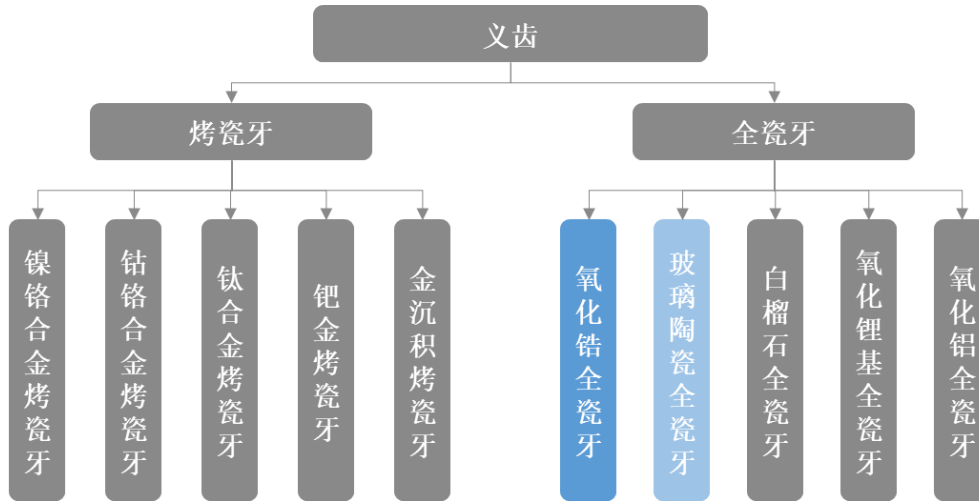 义齿
烤瓷牙
全瓷牙
镍铬合金烤瓷牙
钴铬合金烤瓷牙
钛合金烤瓷牙
钯金烤瓷牙
金沉积烤瓷牙
氧化锆全瓷牙
玻璃陶瓷全瓷牙
白榴石全瓷牙
氧化锂基全瓷牙
氧化铝全瓷牙